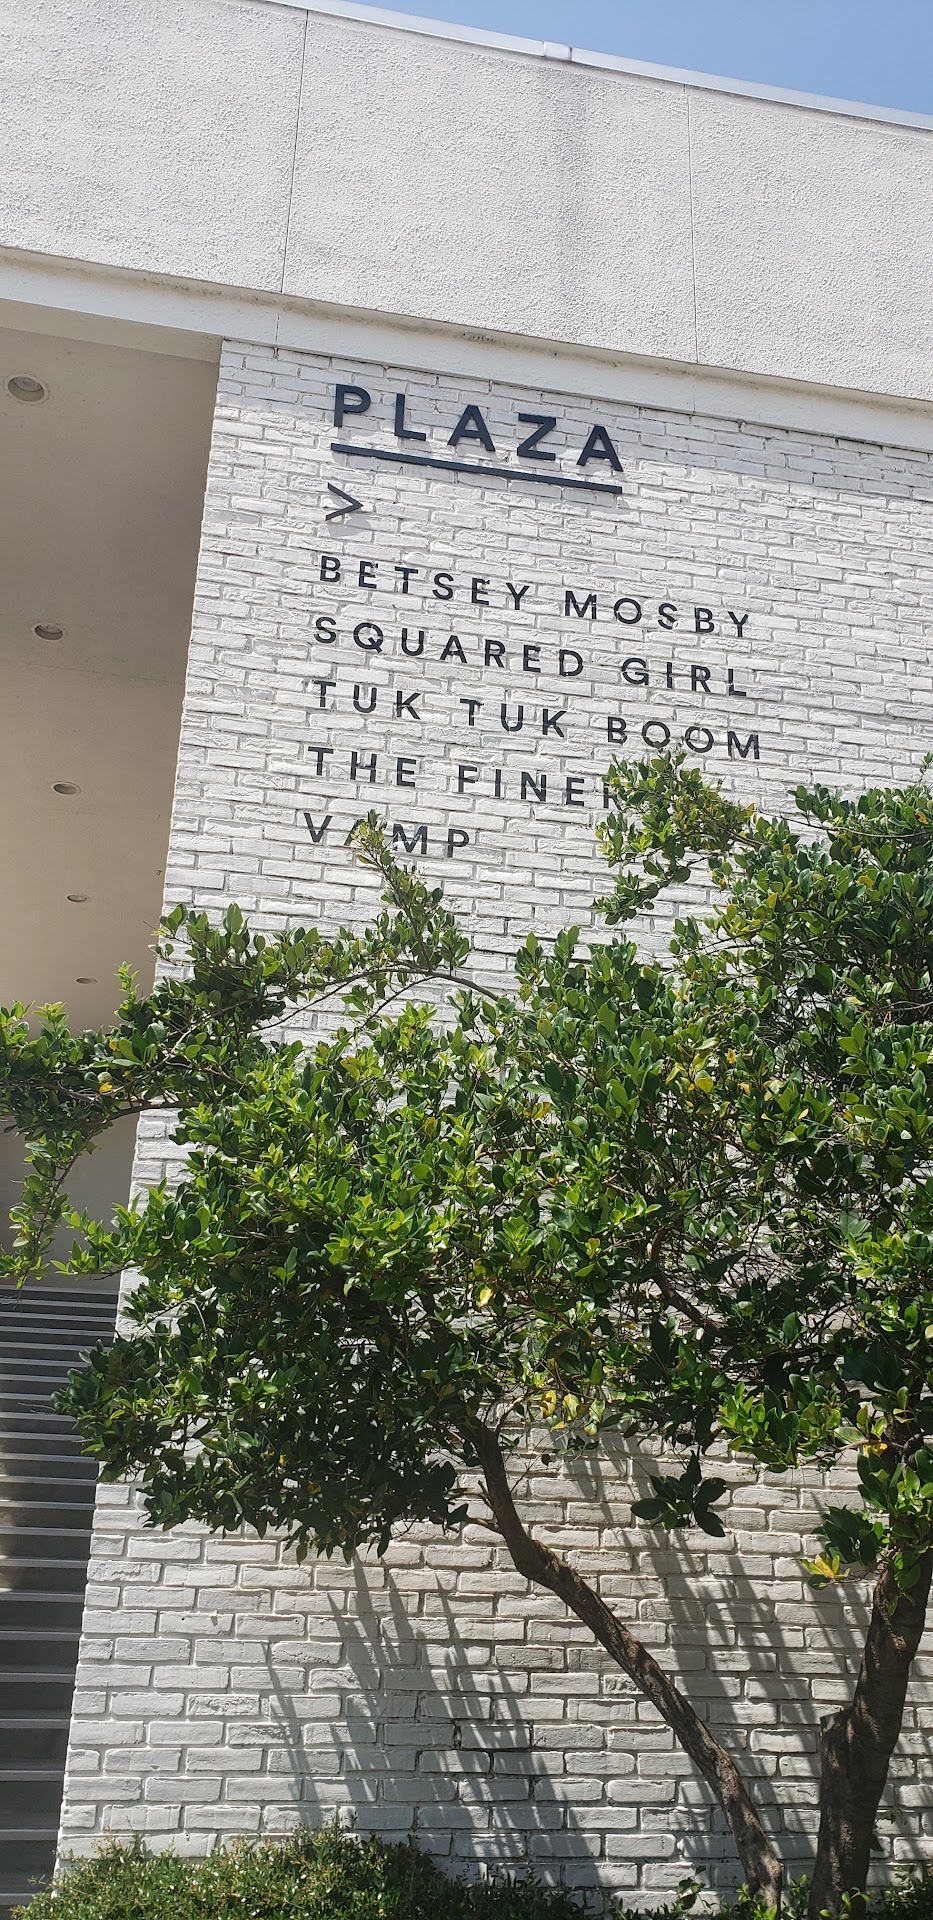 PLAZA
>
BETSEY MOSBY
SQUARED GIRL
TUK TUK BOOM
THE
VAMP